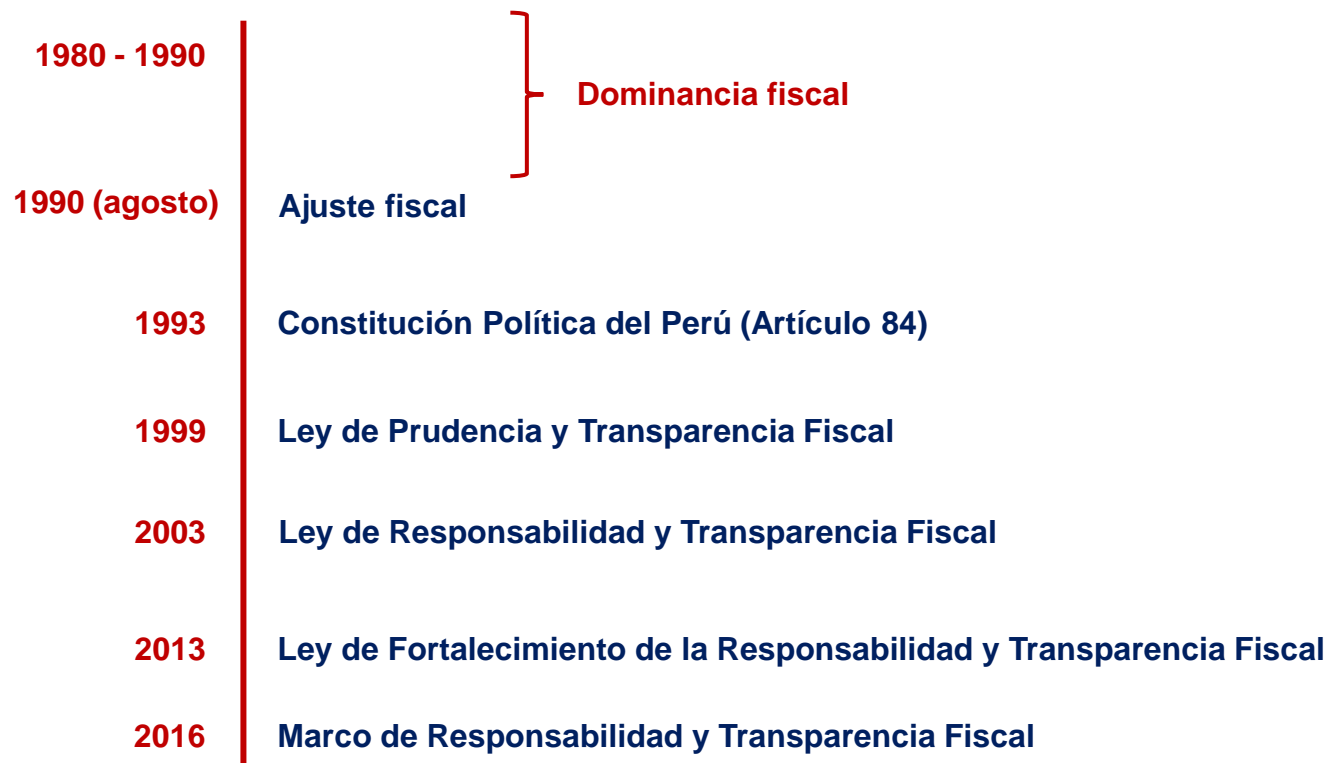 1980 - 1990
Dominancia fiscal
1990 (agosto) Ajuste fiscal
1993 Constitución Política del Perú (Artículo 84)
1999 Ley de Prudencia y Transparencia Fiscal
2003 Ley de Responsabilidad y Transparencia Fiscal
2013 Ley de Fortalecimiento de la Responsabilidad y Transparencia Fiscal
2016 Marco de Responsabilidad y Transparencia Fiscal